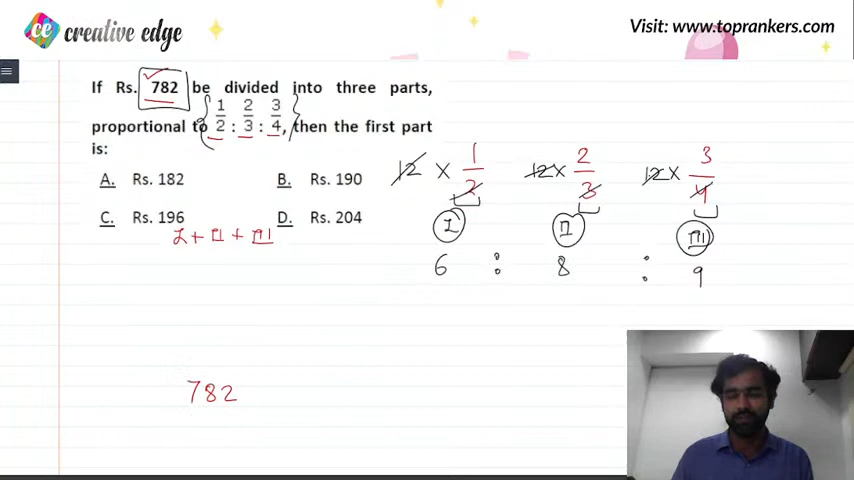 ce creative edge
Visit: www.toprankers.com
If Rs. 782 be divided into three parts,
proportional to 1/2 : 2/3 : 3/4, then the first part
is:
A. Rs. 182 B. Rs. 190
C. Rs. 196 D. Rs. 204
I + II + III
12 × 1/2 12 × 2/3 12 × 3/4
I II III
6 : 8 : 9
782